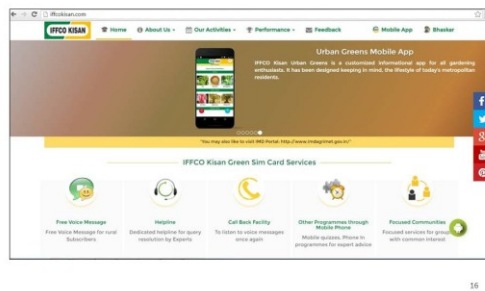 iffcokisan.com
IFFCO KISAN
Home
About Us
Our Activities
Performance
Feedback
Mobile App
Bhaskar
Urban Greens Mobile App
IFFCO Kisan Urban Greens is a customised informational app for all gardening
enthusiasts. It has been designed keeping in mind, the lifestyle of today's metropolitan
residents.
"You may also like to visit IMD Portal: http://www.imdagrimet.gov.in/"
IFFCO Kisan Green Sim Card Services
Free Voice Message
Free Voice Message for rural
Subscribers
Helpline
Dedicated helpline for query
resolution by Experts
Call Back Facility
To listen to voice messages
once again
Other Programmes through
Mobile Phone
Mobile quizzes, Phone in
programmes for expert advice
Focused Communities
Focused services for group
with common interest
16